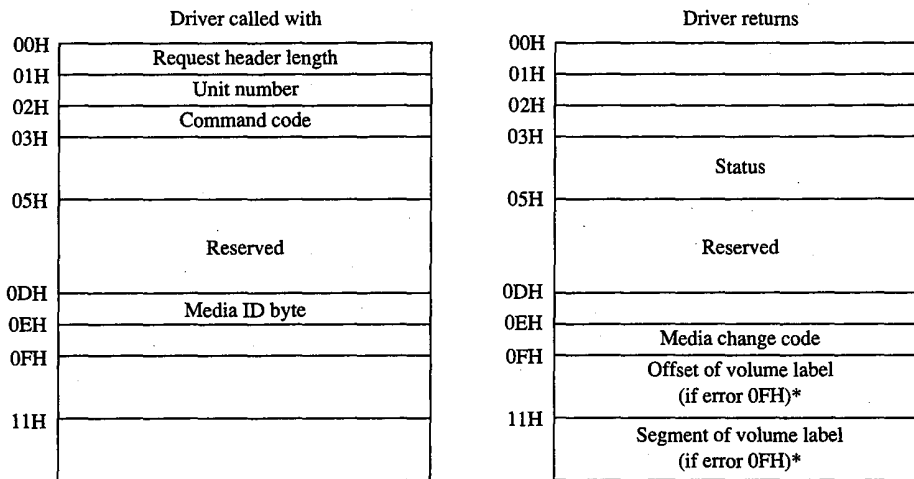 Driver called with
00H
Request header length
01H
Unit number
02H
Command code
03H
05H
Reserved
0DH
Media ID byte
0EH
0FH
11H
Driver returns
00H
01H
02H
03H
Status
05H
Reserved
0DH
0EH
Media change code
0FH
Offset of volume label
(if error 0FH)*
11H
Segment of volume label
(if error 0FH)*